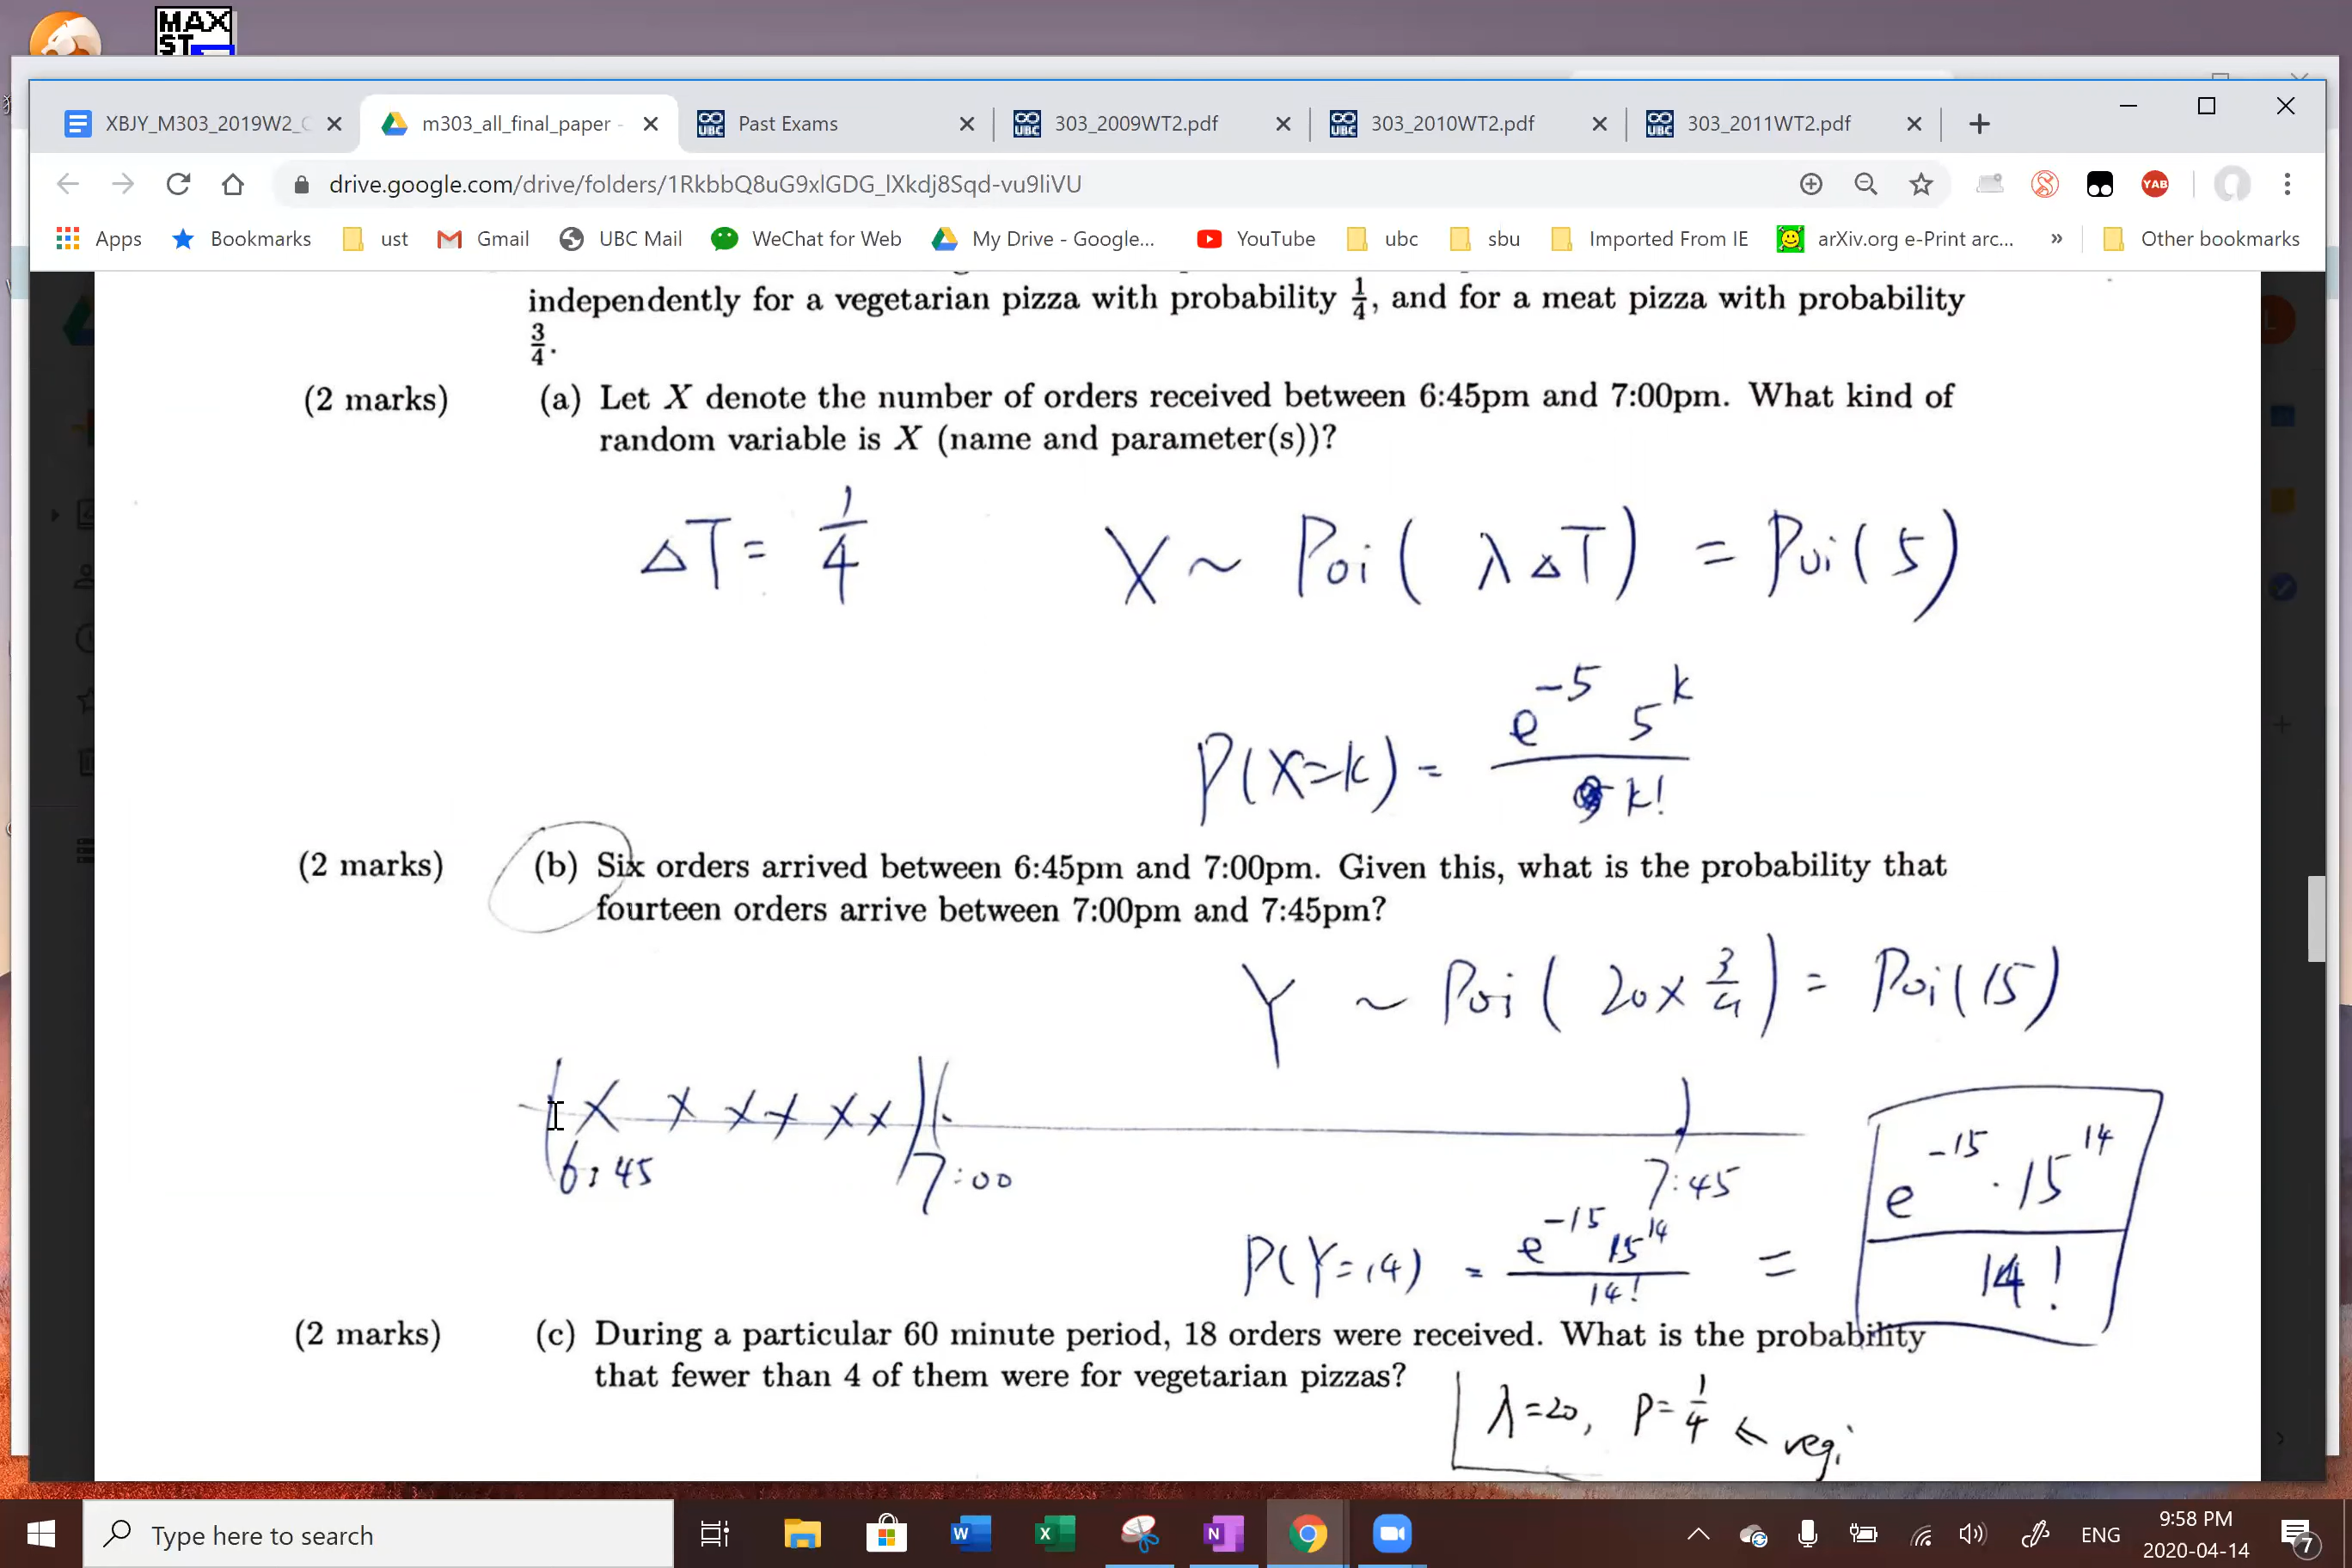 MAX
ST
XBJY_M303_2019W2_C
m303_all_final_paper -
Past Exams
303_2009WT2.pdf
303_2010WT2.pdf
303_2011WT2.pdf
drive.google.com/drive/folders/1RkbbQ8uG9xlGDG_lXkdj8Sqd-vu9liVU
Apps
Bookmarks
ust
Gmail
UBC Mail
WeChat for Web
My Drive - Google...
YouTube
ubc
sbu
Imported From IE
arXiv.org e-Print arc...
»
Other bookmarks
independently for a vegetarian pizza with probability 1/4, and for a meat pizza with probability
3/4.
(2 marks) (a) Let X denote the number of orders received between 6:45pm and 7:00pm. What kind of
random variable is X (name and parameter(s))?
ΔT = 1/4 X ~ Poi( λ ΔT ) = Poi(5)
P(X=k) = e^-5 5^k / k!
(2 marks) (b) Six orders arrived between 6:45pm and 7:00pm. Given this, what is the probability that
fourteen orders arrive between 7:00pm and 7:45pm?
Y ~ Poi( 20 x 3/4 ) = Poi(15)
x x x x x x
6:45 7:00 7:45
P(Y=14) = e^-15 15^14 / 14! = e^-15 · 15^14 / 14!
(2 marks) (c) During a particular 60 minute period, 18 orders were received. What is the probability
that fewer than 4 of them were for vegetarian pizzas?
λ=20, P=1/4 ← vegi
Type here to search
ENG
9:58 PM
2020-04-14
7